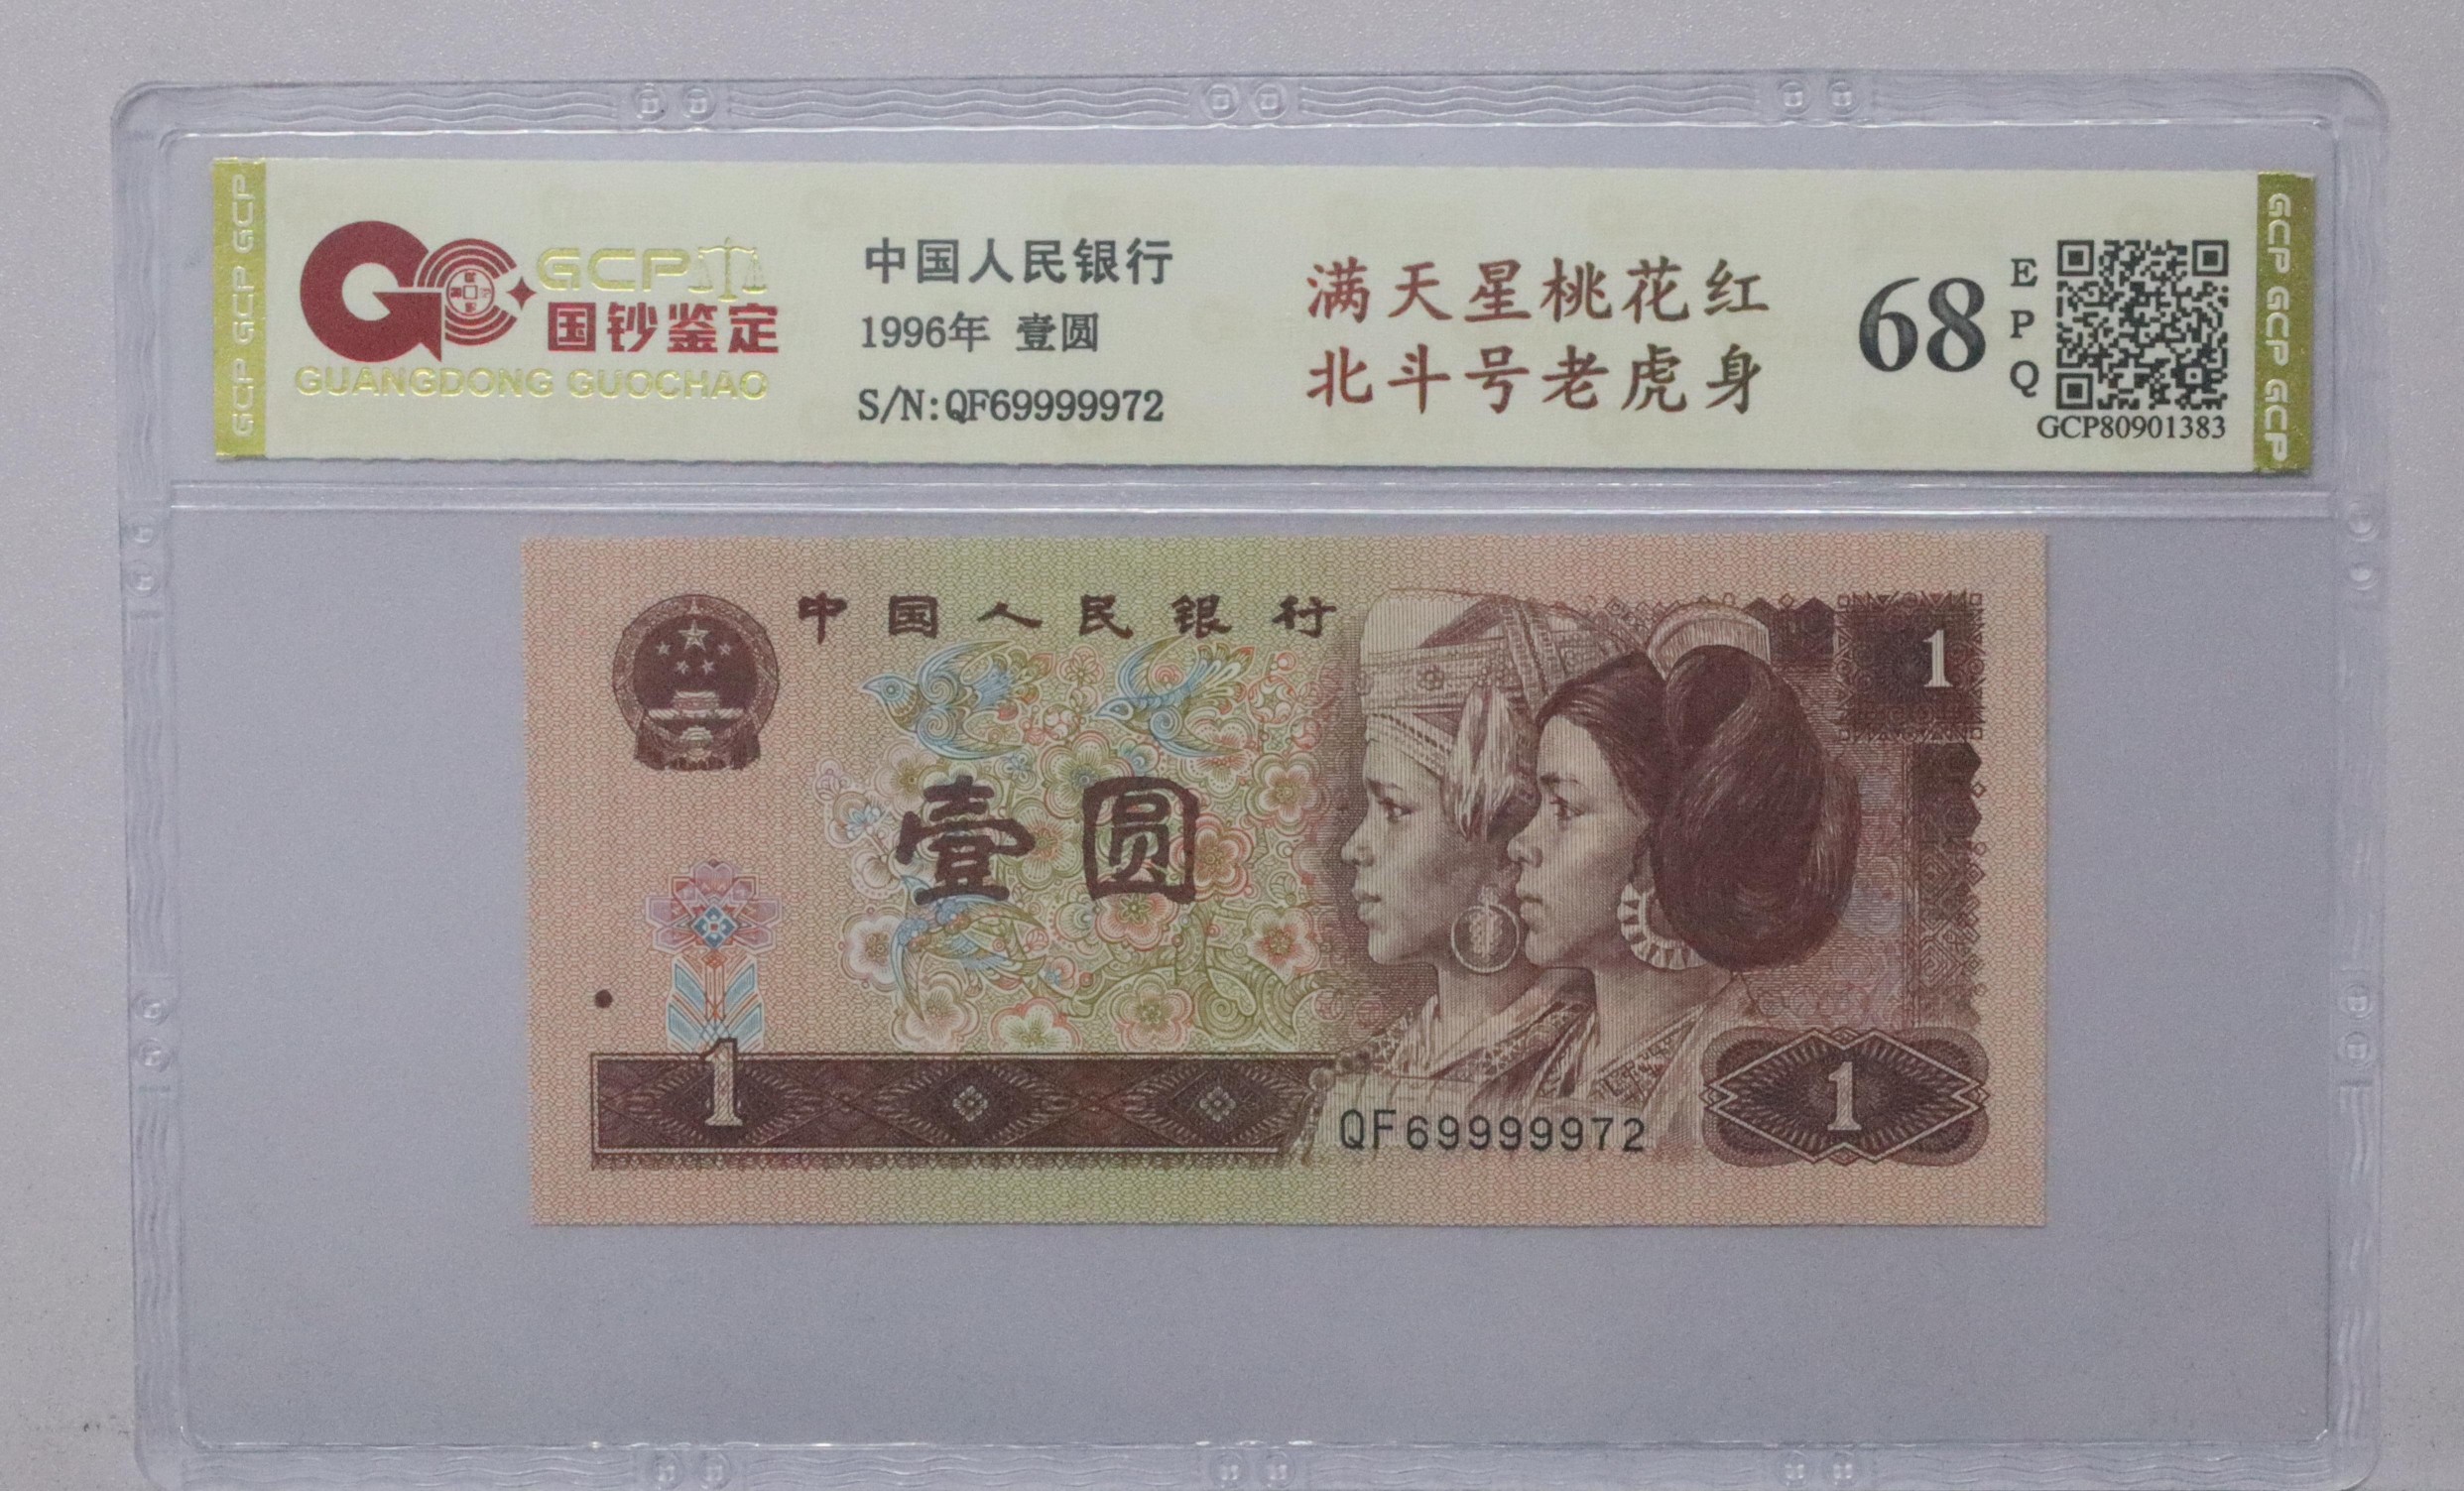 GCP GCP GCP
GCP
国钞鉴定
GUANGDONG GUOCHAO
中国人民银行
1996年 壹圆
S/N:QF69999972
满天星桃花红
北斗号老虎身
68
EPQ
GCP80901383
GCP GCP GCP
中国人民银行
1
壹圆
1
QF69999972
1